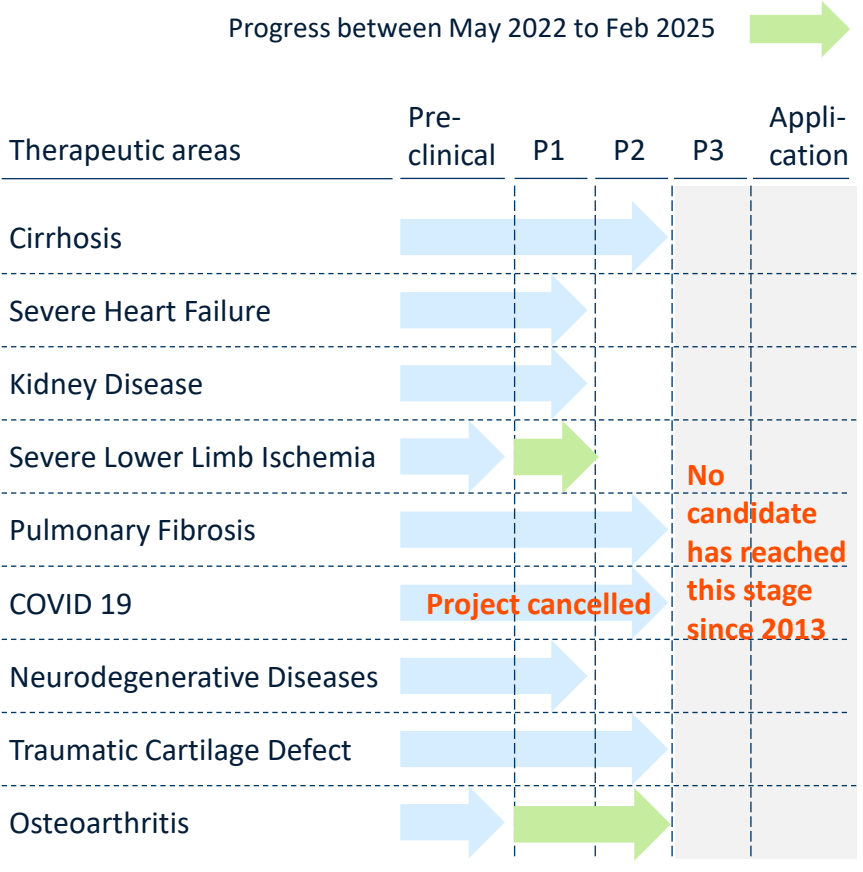 Progress between May 2022 to Feb 2025
Therapeutic areas
Pre-
clinical
P1
P2
P3
Appli-
cation
Cirrhosis
Severe Heart Failure
Kidney Disease
Severe Lower Limb Ischemia
Pulmonary Fibrosis
COVID 19
Project cancelled
Neurodegenerative Diseases
Traumatic Cartilage Defect
Osteoarthritis
No
candidate
has reached
this stage
since 2013